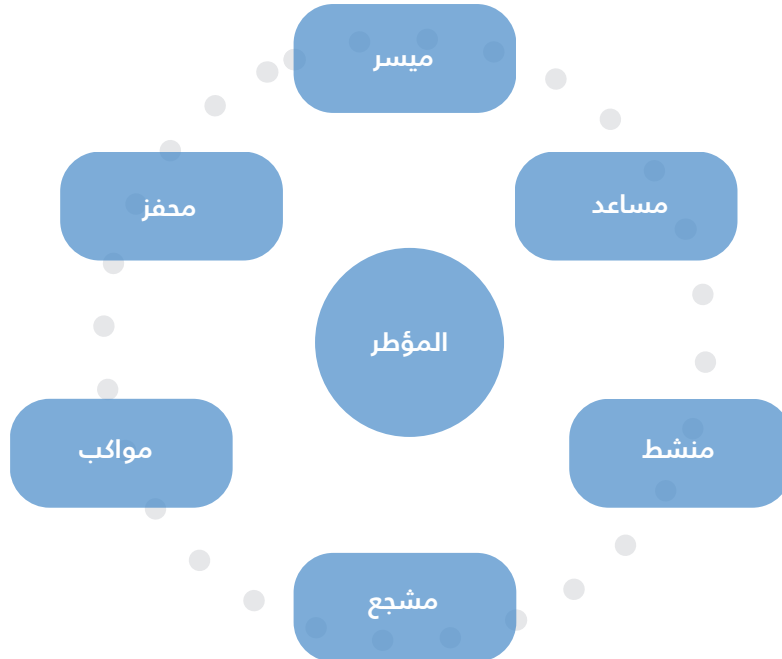 ميسر
مساعد
محفز
المؤطر
منشط
مواكب
مشجع